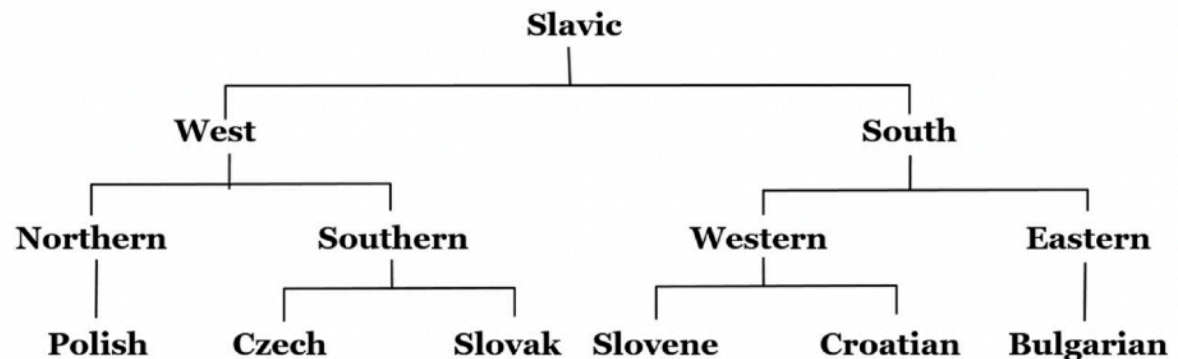 Slavic
West South
Northern Southern Western Eastern
Polish Czech Slovak Slovene Croatian Bulgarian